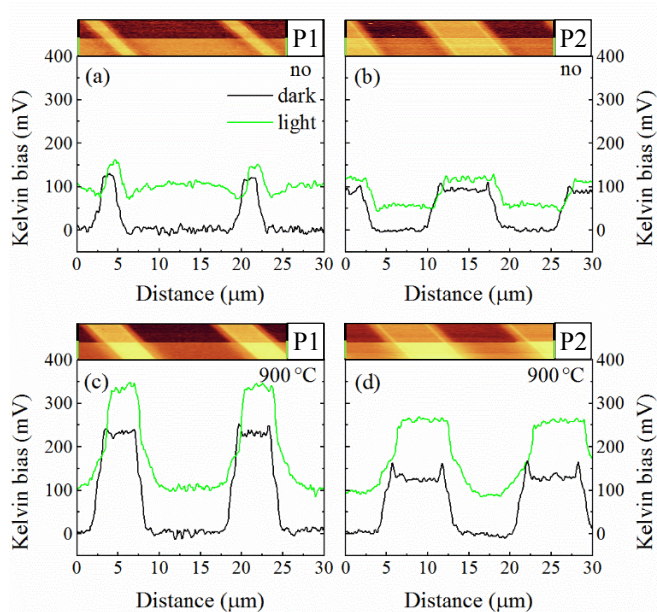 P1
P2
(a)
no
dark
light
(b)
no
400
300
200
100
0
Kelvin bias (mV)
0 5 10 15 20 25 30
Distance (μm)
0 5 10 15 20 25 30
Distance (μm)
400
300
200
100
0
Kelvin bias (mV)
P1
P2
(c)
900 °C
(d)
900 °C
400
300
200
100
0
Kelvin bias (mV)
0 5 10 15 20 25 30
Distance (μm)
0 5 10 15 20 25 30
Distance (μm)
400
300
200
100
0
Kelvin bias (mV)